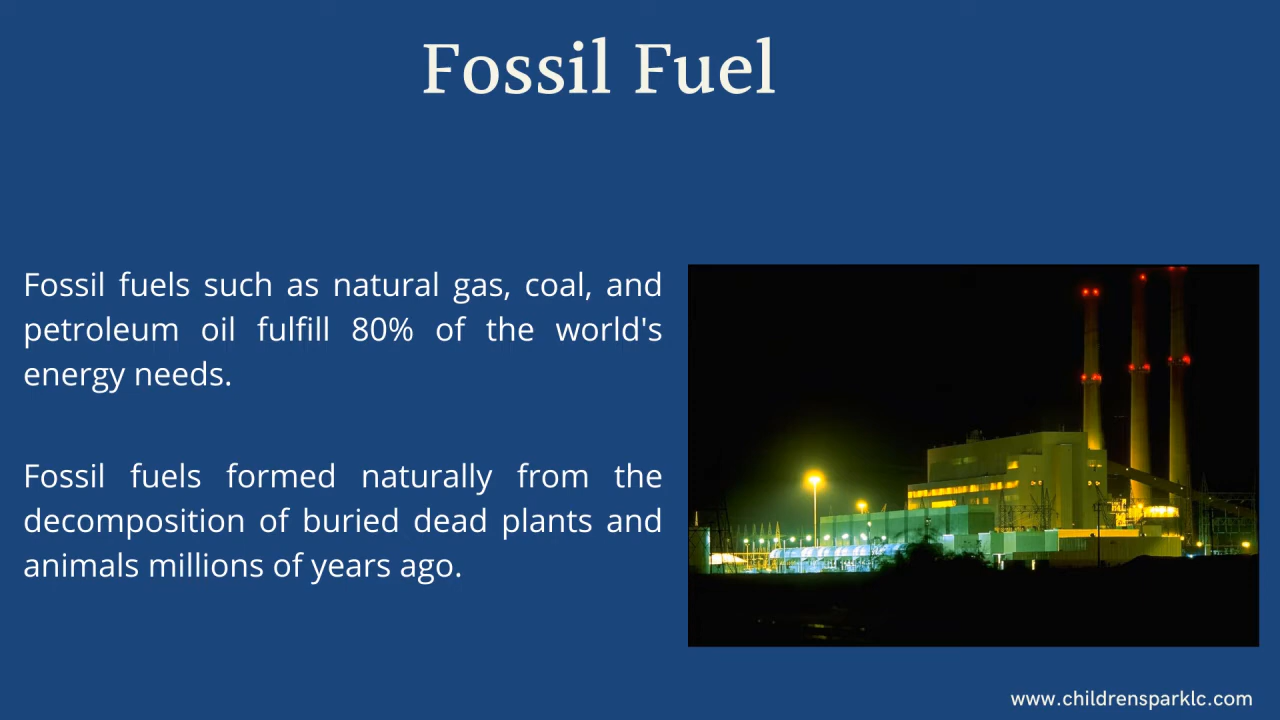 Fossil Fuel
Fossil fuels such as natural gas, coal, and
petroleum oil fulfill 80% of the world's
energy needs.
Fossil fuels formed naturally from the
decomposition of buried dead plants and
animals millions of years ago.
www.childrensparklc.com